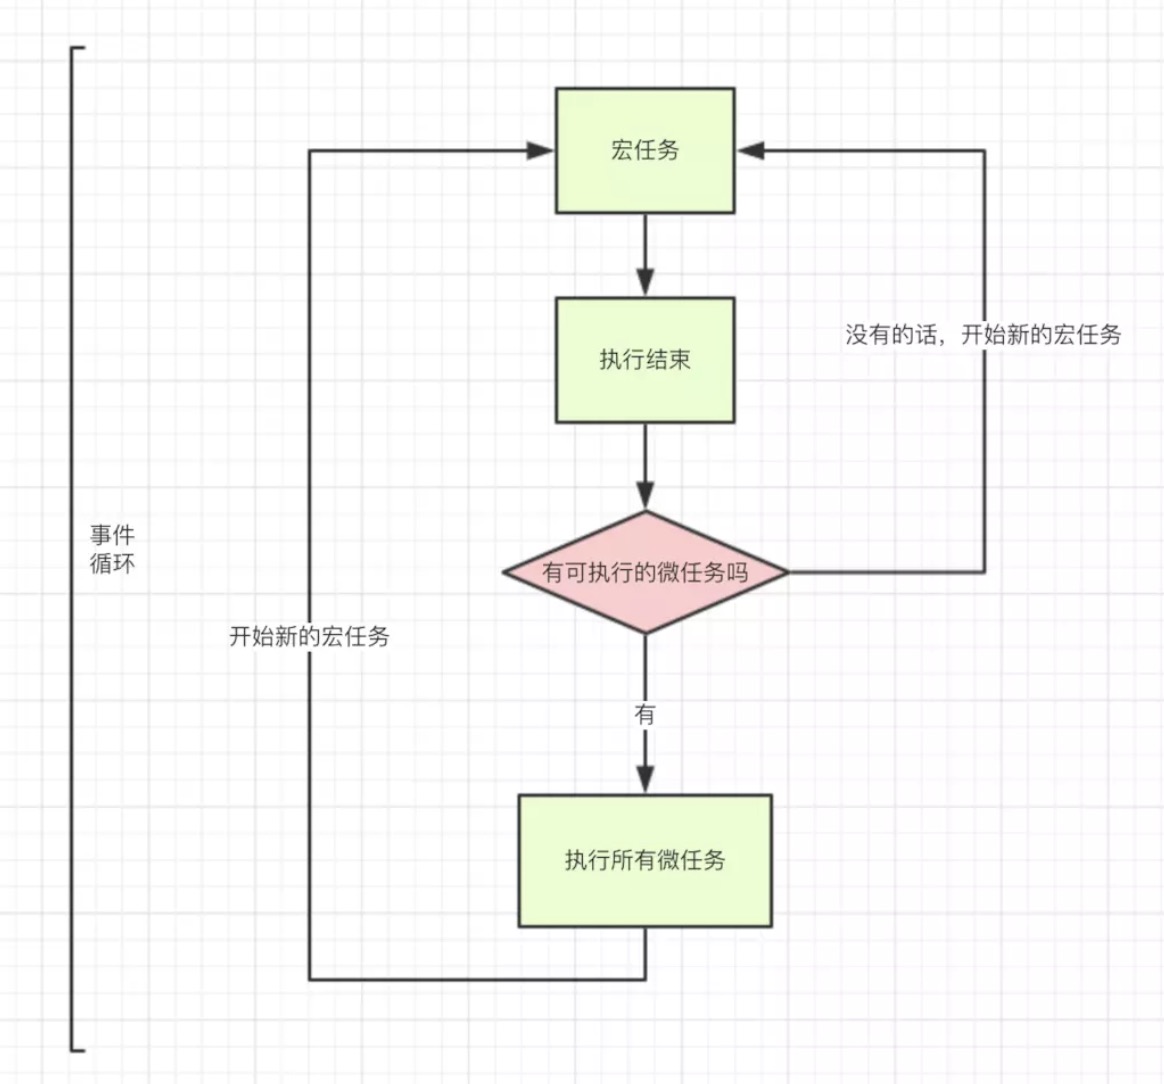 宏任务
执行结束
没有的话，开始新的宏任务
事件
循环
有可执行的微任务吗
开始新的宏任务
有
执行所有微任务